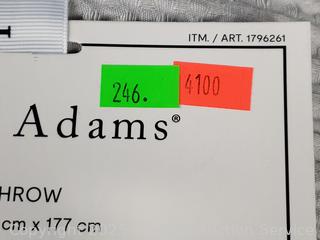 ITM. / ART. 1796261
246.
4100
Adams®
HROW
cm x 177 cm